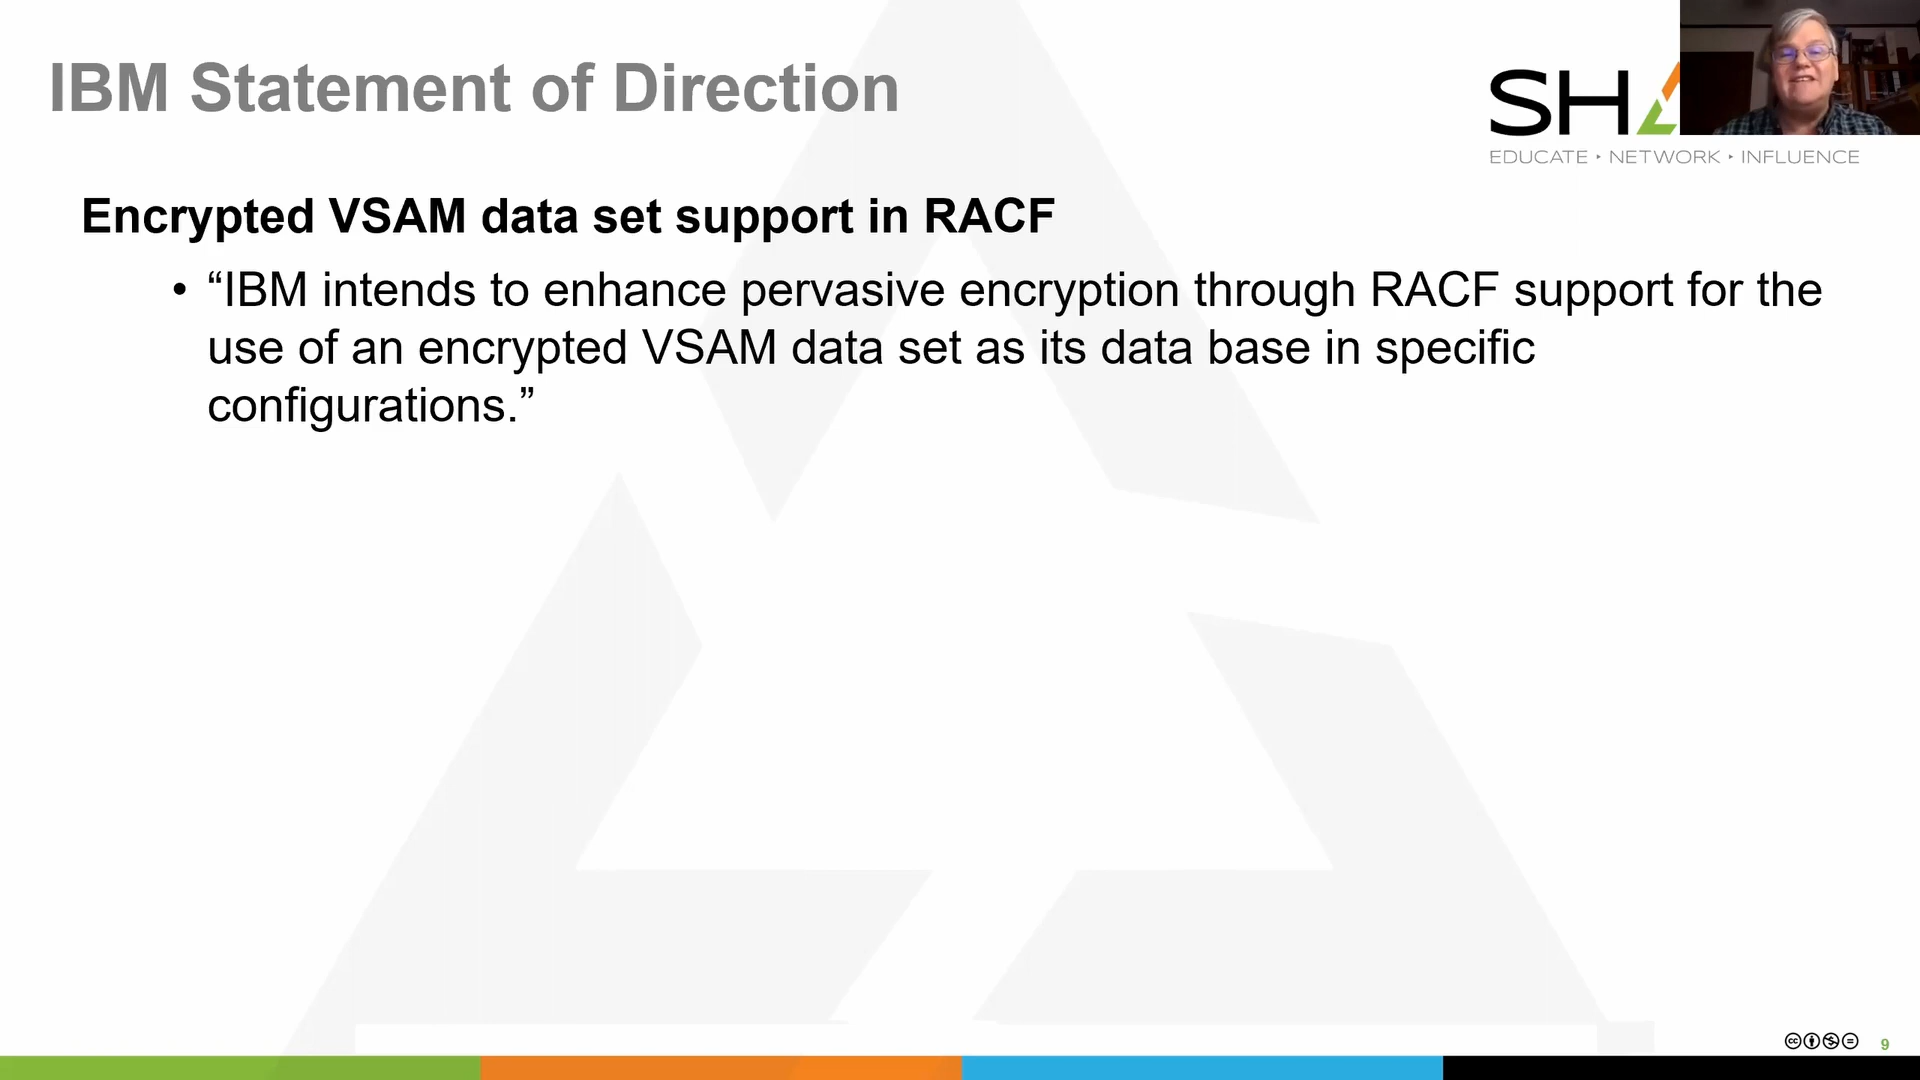 IBM Statement of Direction
SHA
EDUCATE ▸ NETWORK ▸ INFLUENCE
Encrypted VSAM data set support in RACF
• “IBM intends to enhance pervasive encryption through RACF support for the
use of an encrypted VSAM data set as its data base in specific
configurations.”
9